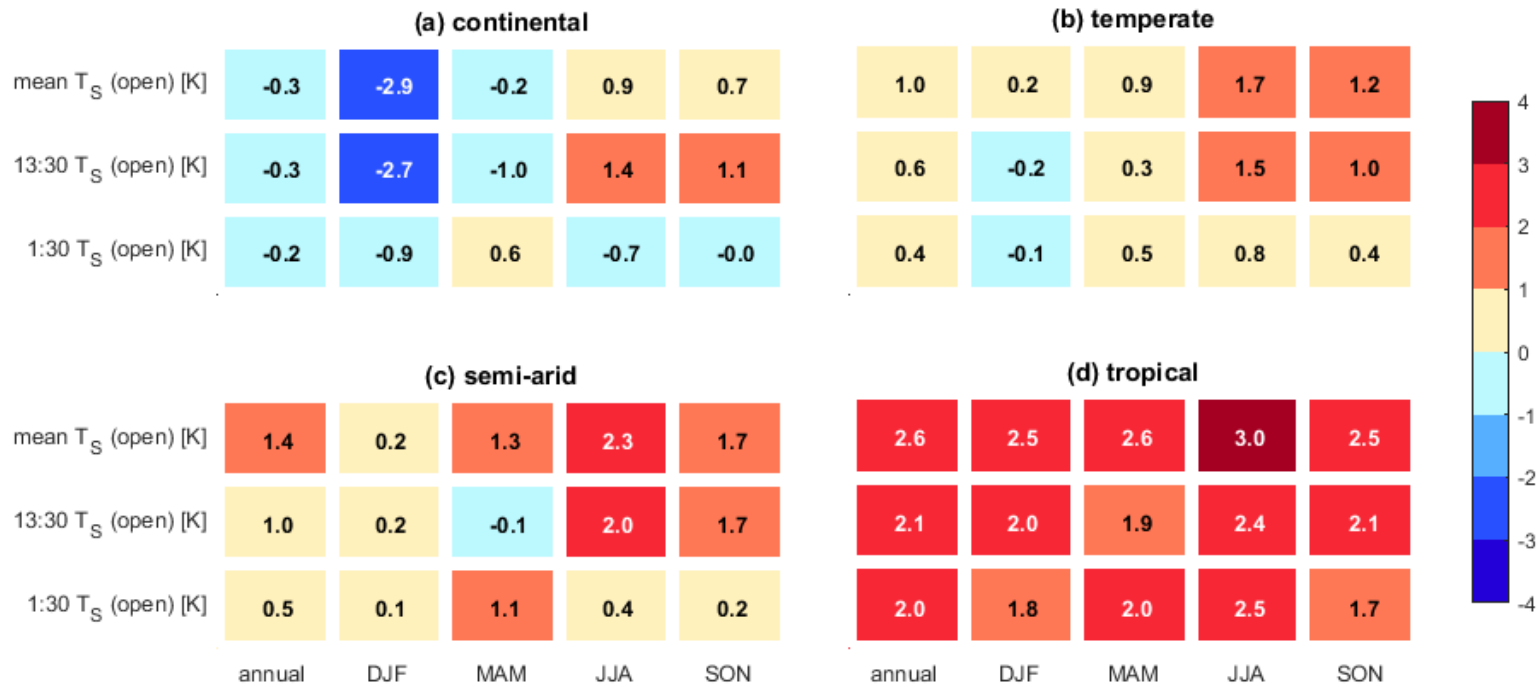 (a) continental
mean T_S (open) [K] -0.3 -2.9 -0.2 0.9 0.7
13:30 T_S (open) [K] -0.3 -2.7 -1.0 1.4 1.1
1:30 T_S (open) [K] -0.2 -0.9 0.6 -0.7 -0.0
(b) temperate
1.0 0.2 0.9 1.7 1.2
0.6 -0.2 0.3 1.5 1.0
0.4 -0.1 0.5 0.8 0.4
(c) semi-arid
mean T_S (open) [K] 1.4 0.2 1.3 2.3 1.7
13:30 T_S (open) [K] 1.0 0.2 -0.1 2.0 1.7
1:30 T_S (open) [K] 0.5 0.1 1.1 0.4 0.2
annual DJF MAM JJA SON
(d) tropical
2.6 2.5 2.6 3.0 2.5
2.1 2.0 1.9 2.4 2.1
2.0 1.8 2.0 2.5 1.7
annual DJF MAM JJA SON
4
3
2
1
0
-1
-2
-3
-4